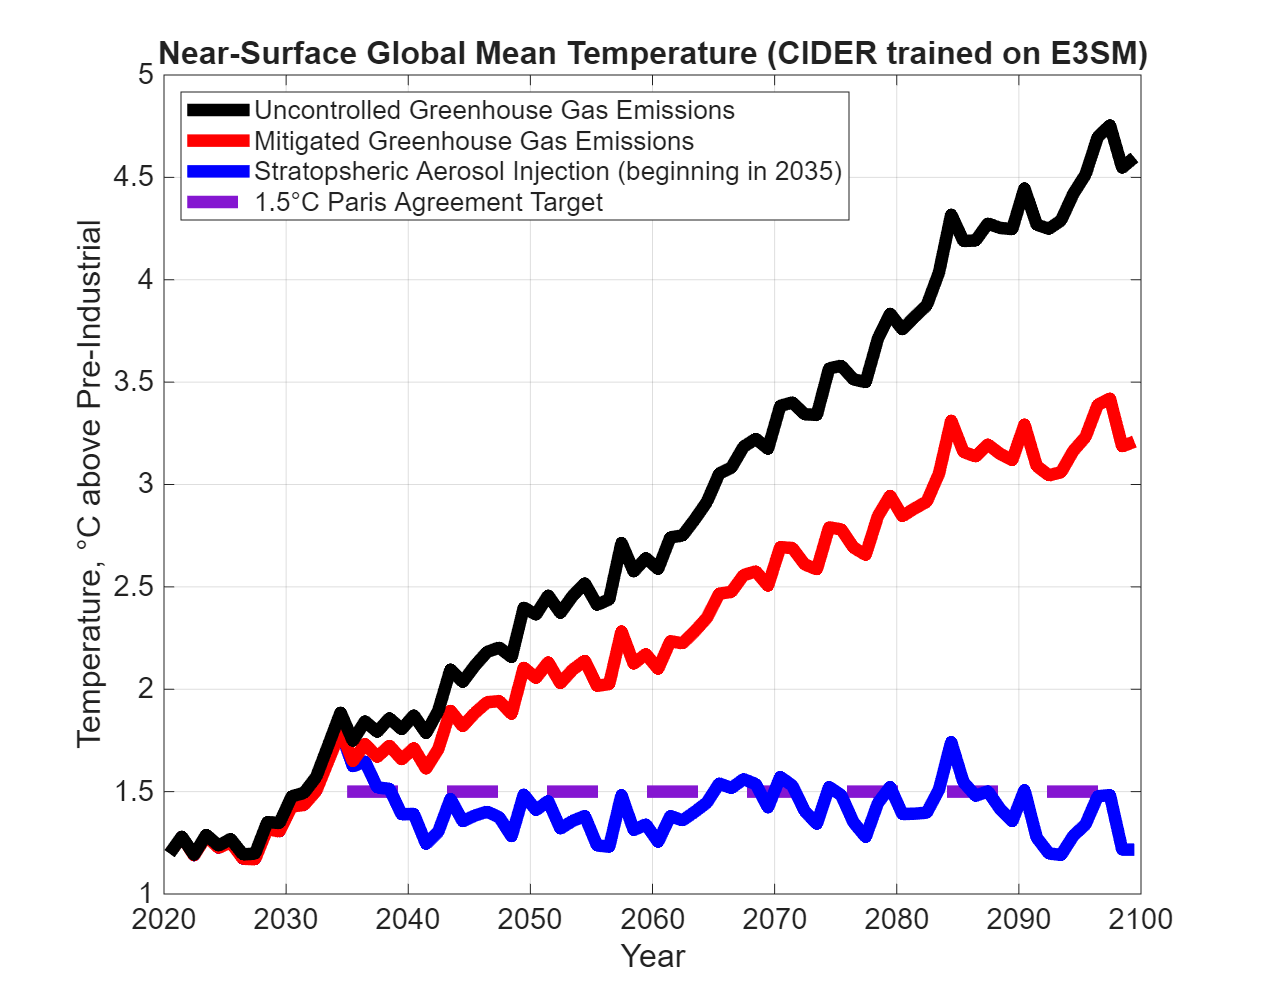 Near-Surface Global Mean Temperature (CIDER trained on E3SM)
Uncontrolled Greenhouse Gas Emissions
Mitigated Greenhouse Gas Emissions
Stratopsheric Aerosol Injection (beginning in 2035)
1.5°C Paris Agreement Target
Temperature, °C above Pre-Industrial
5
4.5
4
3.5
3
2.5
2
1.5
1
2020 2030 2040 2050 2060 2070 2080 2090 2100
Year